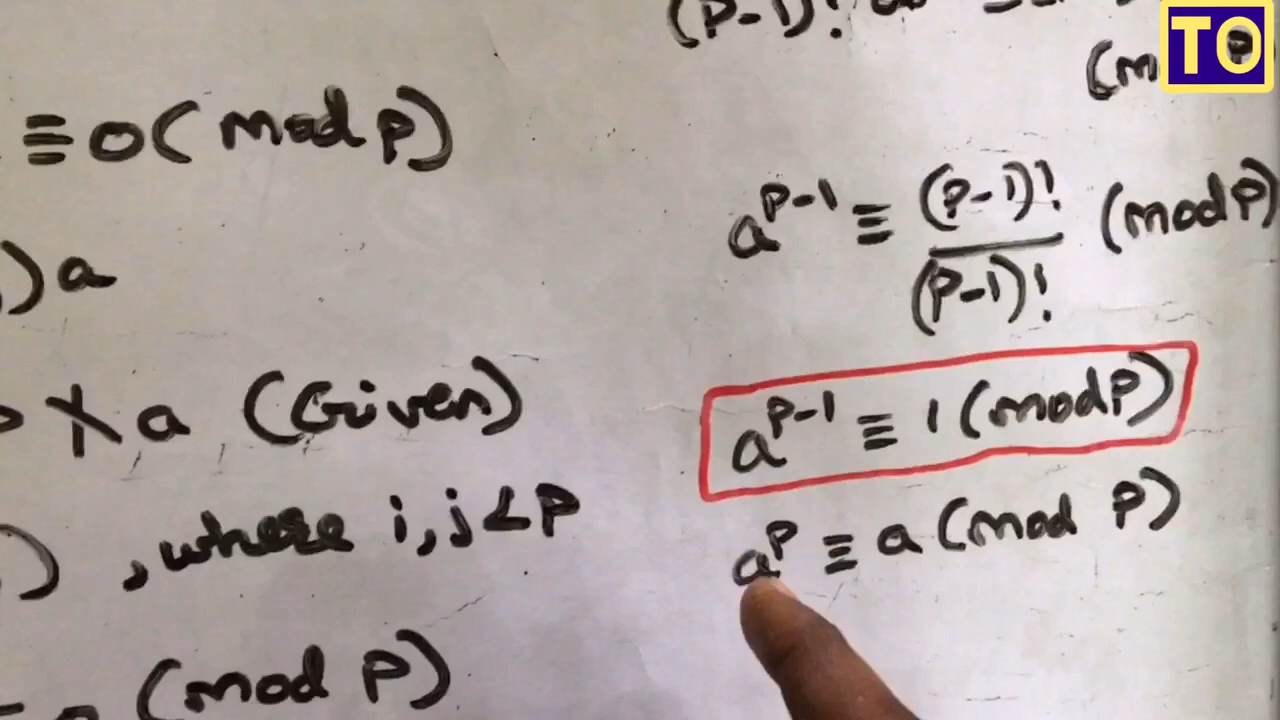 ≡ 0 (mod p)
) a
∤ a (Given)
) , where i, j < p
(mod p)
(p-1)! a
(m
TO
a^{p-1} ≡ (p-1)!/(p-1)! (mod p)
a^{p-1} ≡ 1 (mod p)
a^p ≡ a (mod p)